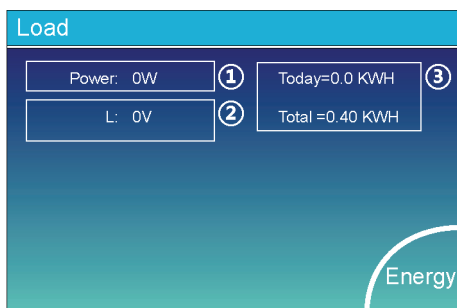 Load
Power: 0W
①
L: 0V
②
Today=0.0 KWH
③
Total =0.40 KWH
Energy